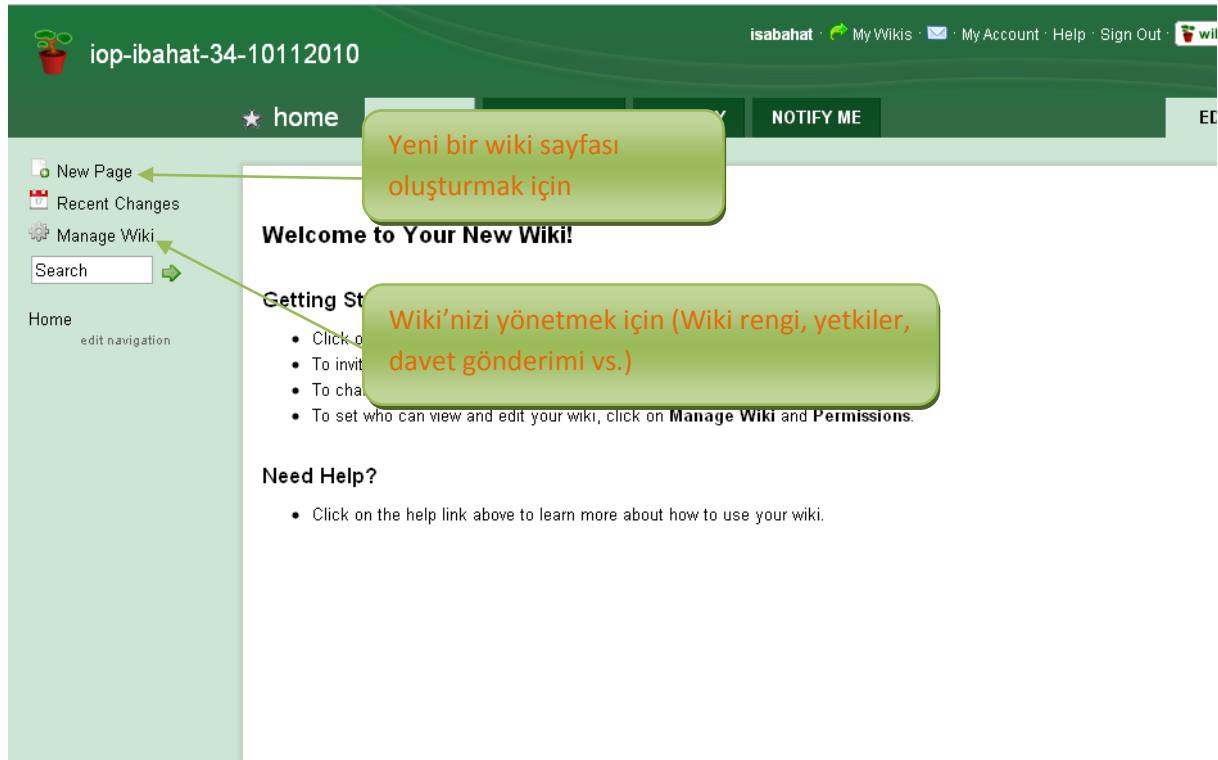 isabahat · My Wikis · · My Account · Help · Sign Out ·
iop-ibahat-34-10112010
home NOTIFY ME
Yeni bir wiki sayfası
oluşturmak için
New Page
Recent Changes
Manage Wiki
Search
Home
edit navigation
Welcome to Your New Wiki!
Getting
Wiki’nizi yönetmek için (Wiki rengi, yetkiler,
davet gönderimi vs.)
• Click
• To
• To
• To set who can view and edit your wiki, click on Manage Wiki and Permissions.
Need Help?
• Click on the help link above to learn more about how to use your wiki.